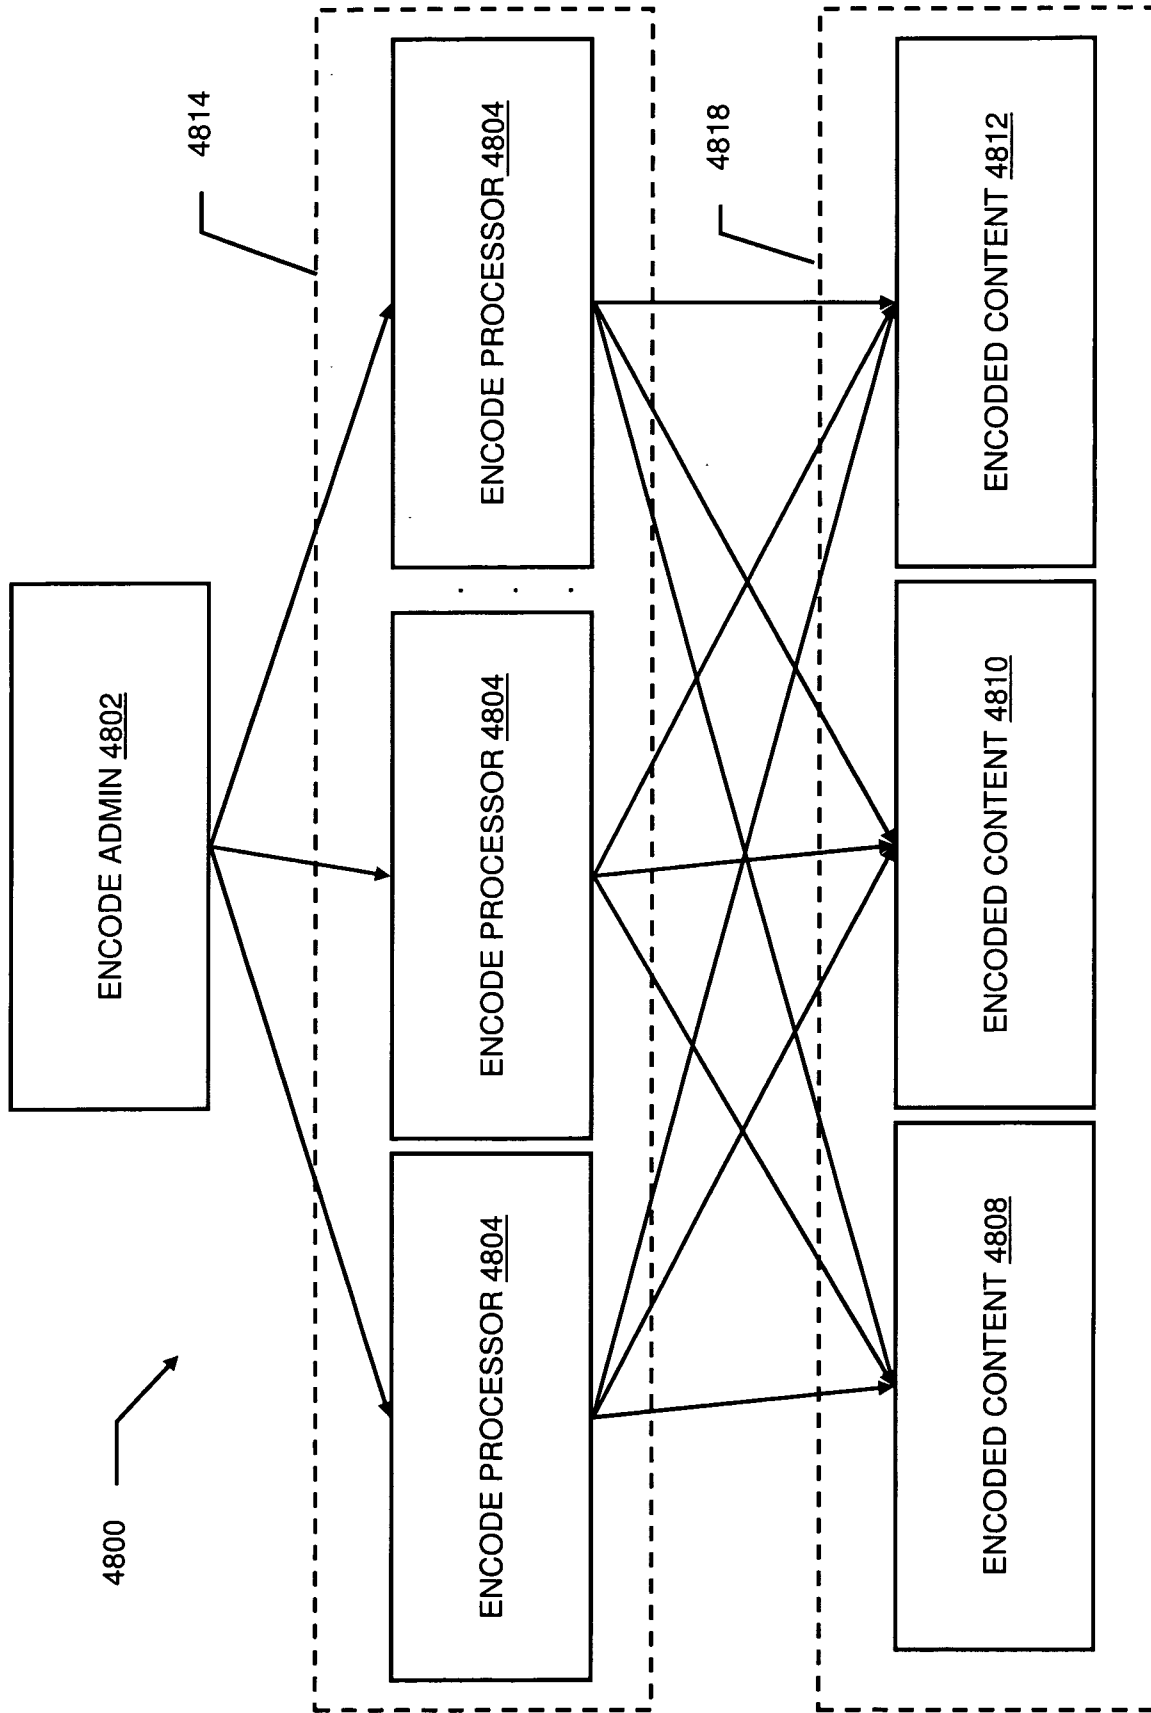 4800
ENCODE ADMIN 4802
4814
ENCODE PROCESSOR 4804
ENCODE PROCESSOR 4804
. . .
ENCODE PROCESSOR 4804
4818
ENCODED CONTENT 4808
ENCODED CONTENT 4810
ENCODED CONTENT 4812